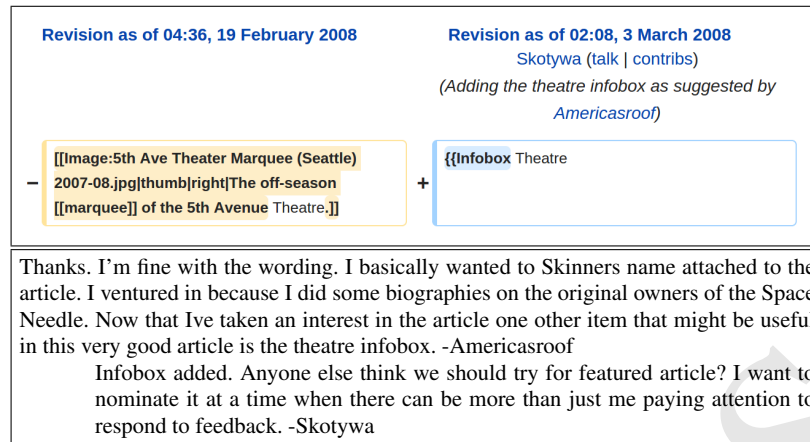 Revision as of 04:36, 19 February 2008
Revision as of 02:08, 3 March 2008
Skotywa (talk | contribs)
(Adding the theatre infobox as suggested by
Americasroof)
− [[Image:5th Ave Theater Marquee (Seattle)
2007-08.jpg|thumb|right|The off-season
[[marquee]] of the 5th Avenue Theatre.]]
+ {{Infobox Theatre
Thanks. I'm fine with the wording. I basically wanted to Skinners name attached to the
article. I ventured in because I did some biographies on the original owners of the Space
Needle. Now that Ive taken an interest in the article one other item that might be useful
in this very good article is the theatre infobox. -Americasroof
Infobox added. Anyone else think we should try for featured article? I want to
nominate it at a time when there can be more than just me paying attention to
respond to feedback. -Skotywa